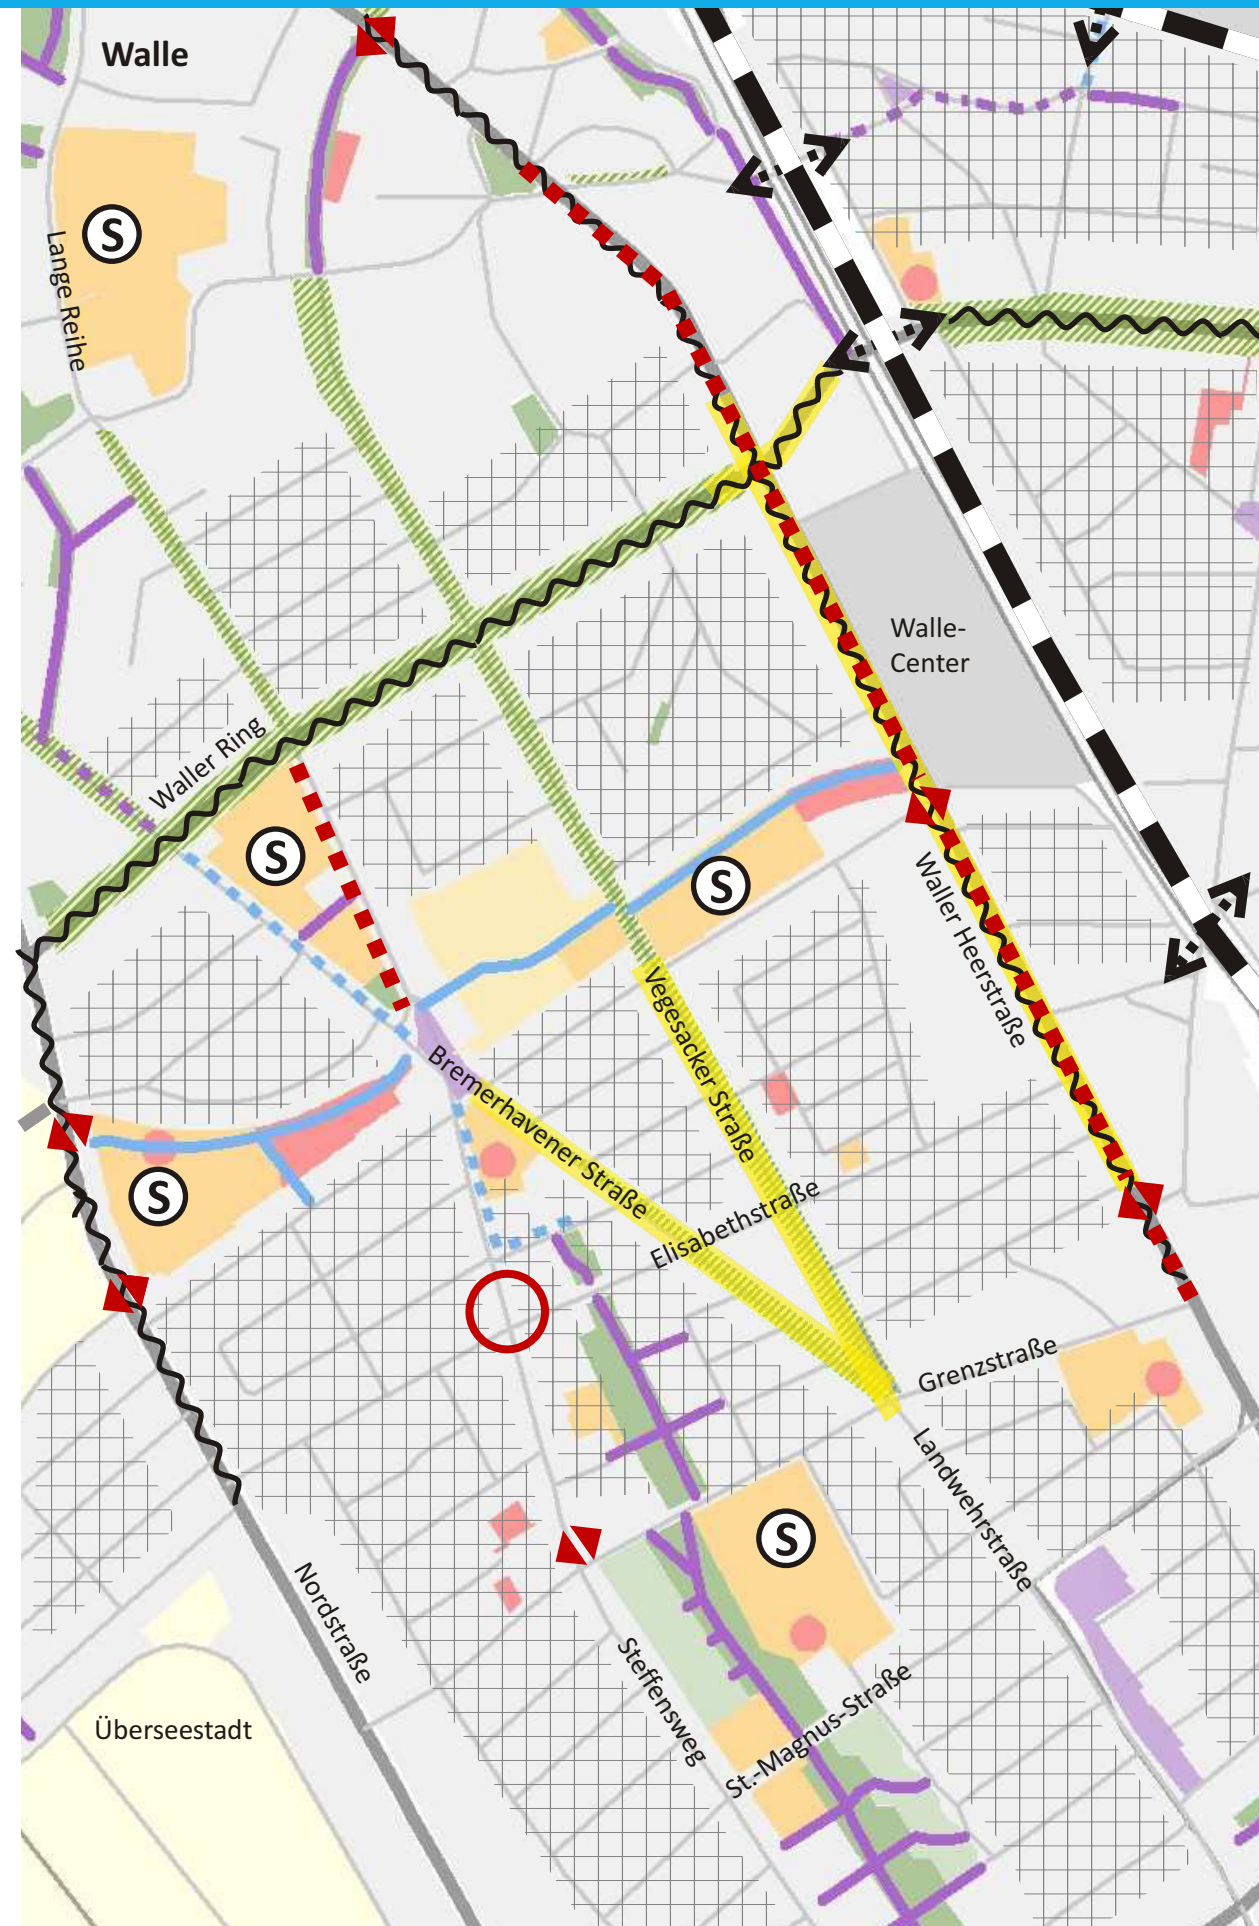 Walle
S
Lange Reihe
Walle-
Center
Waller Ring
S
S
Waller Heerstraße
Vegesacker Straße
Bremerhavener Straße
S
Elisabethstraße
Grenzstraße
Landwehrstraße
S
Nordstraße
Steffensweg
St.-Magnus-Straße
Überseestadt